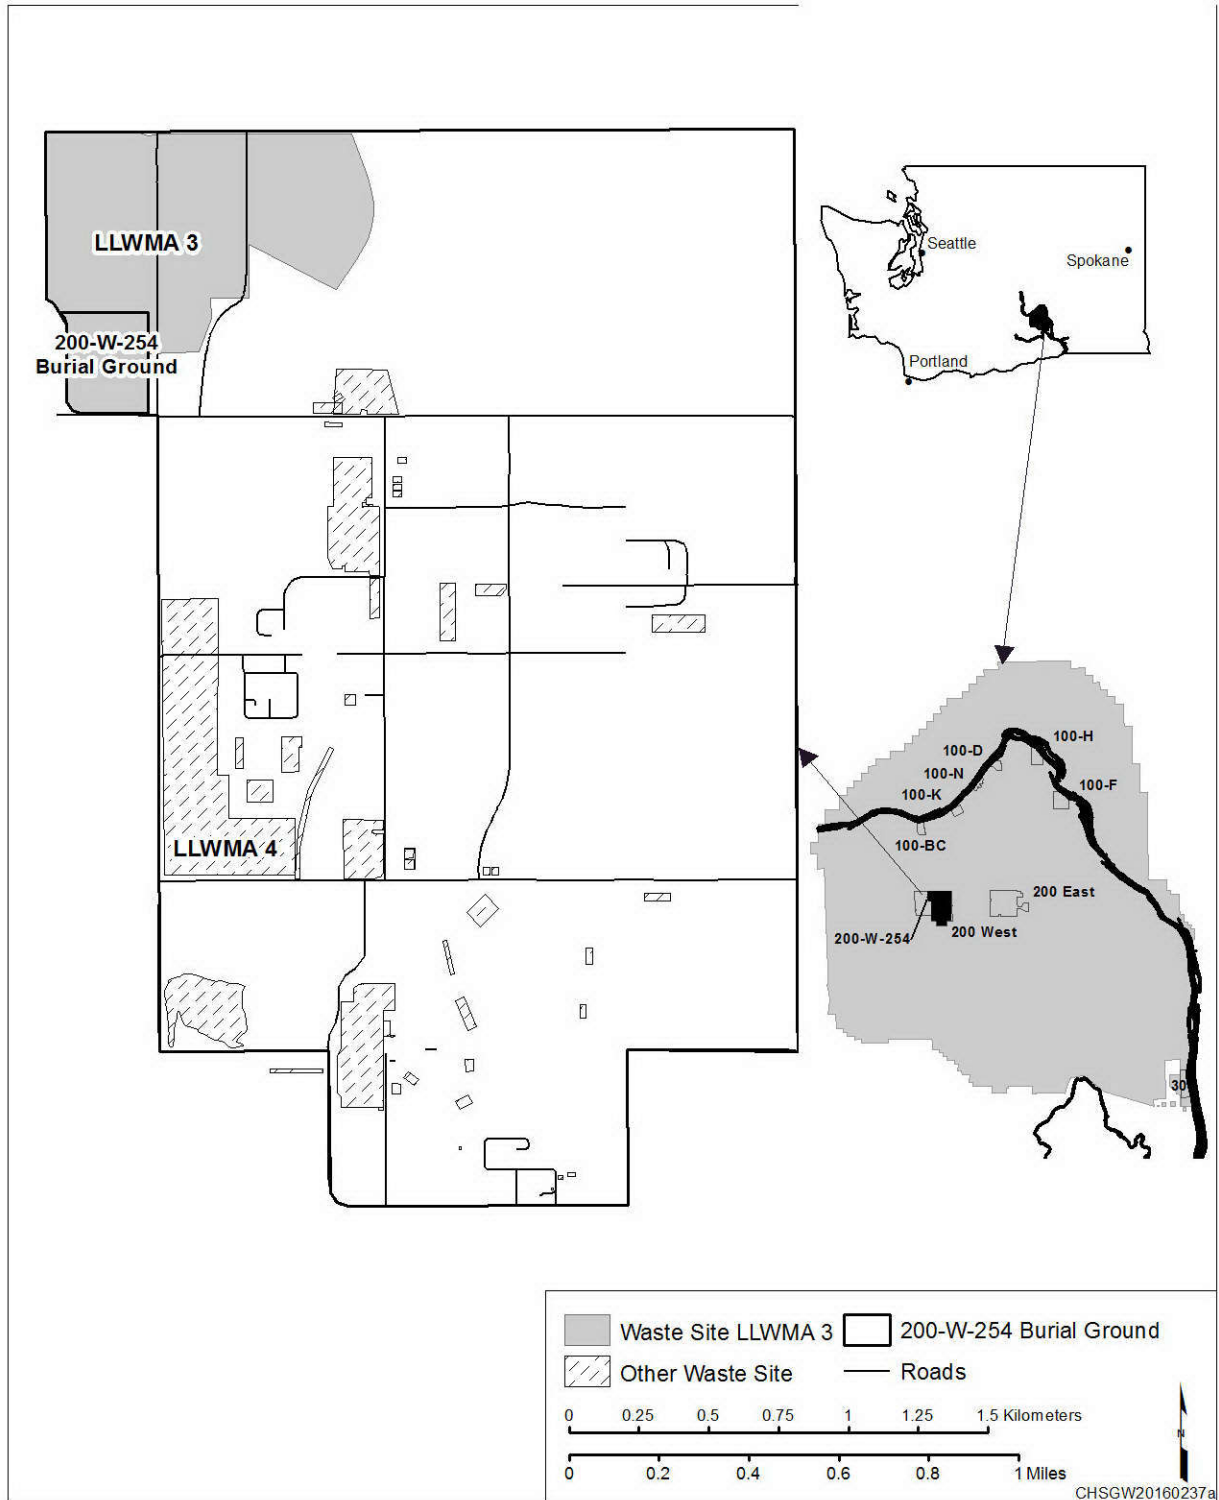 LLWMA 3
200-W-254
Burial Ground
LLWMA 4
Seattle
Spokane
Portland
100-H
100-D
100-N
100-F
100-K
100-BC
200 East
200 West
200-W-254
30
Waste Site LLWMA 3
200-W-254 Burial Ground
Other Waste Site
Roads
0 0.25 0.5 0.75 1 1.25 1.5 Kilometers
N
0 0.2 0.4 0.6 0.8 1 Miles
CHSGW20160237a